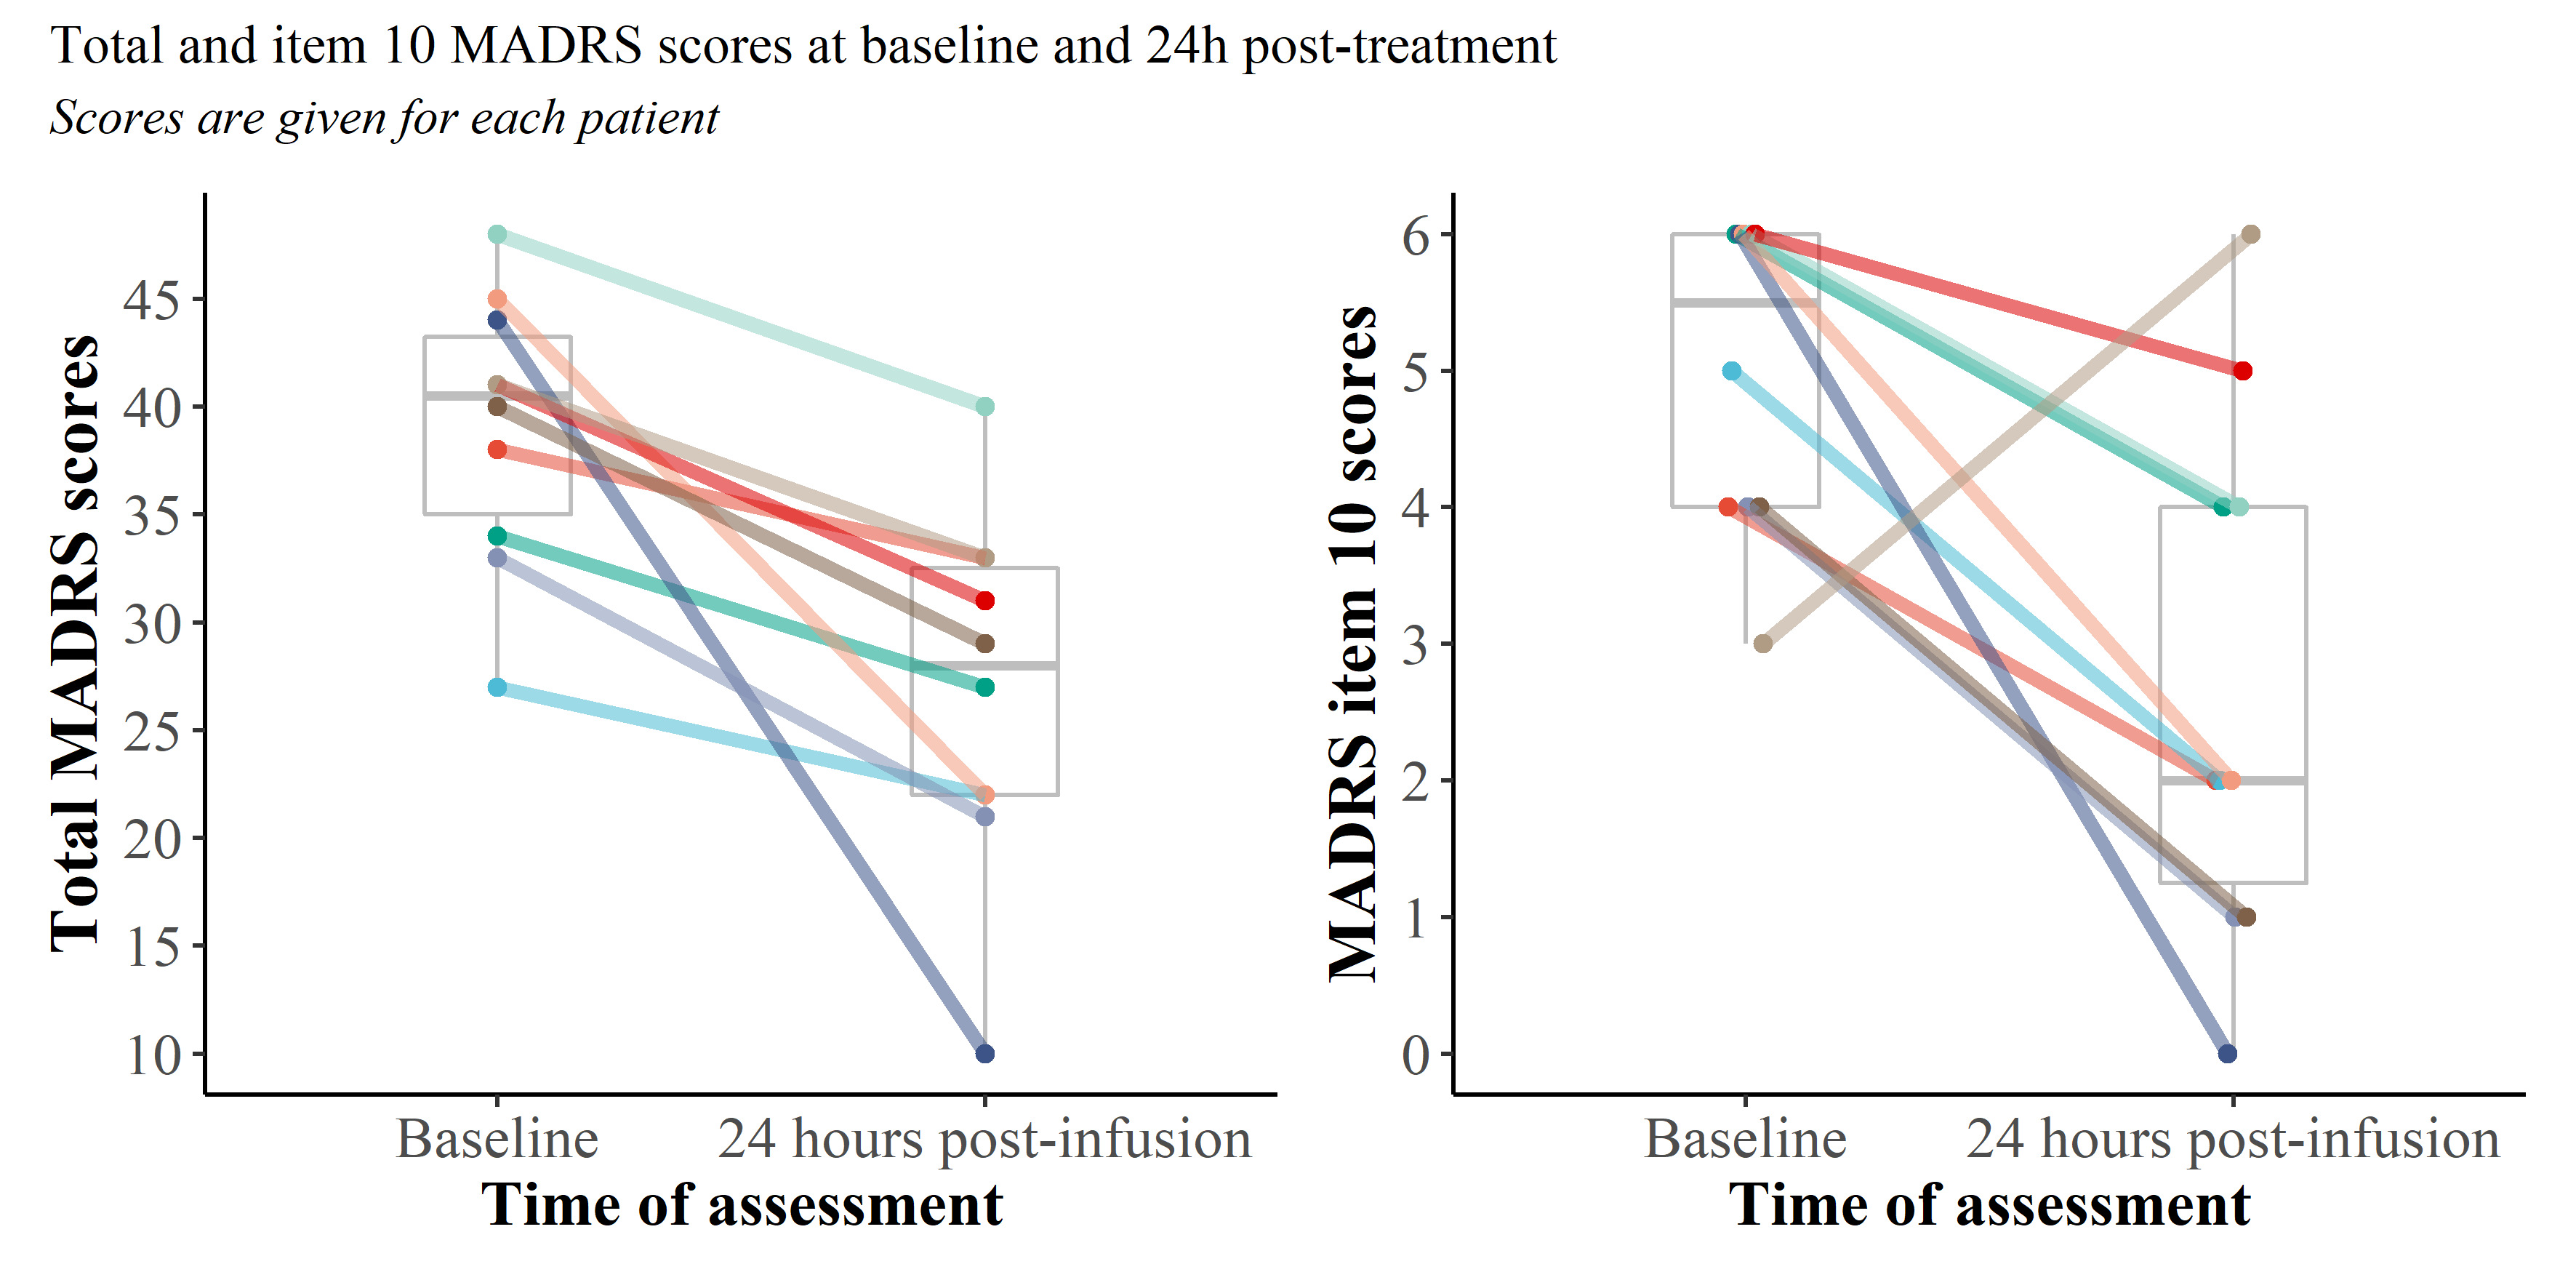 Total and item 10 MADRS scores at baseline and 24h post-treatment
Scores are given for each patient
Total MADRS scores
45
40
35
30
25
20
15
10
Baseline
24 hours post-infusion
Time of assessment
MADRS item 10 scores
6
5
4
3
2
1
0
Baseline
24 hours post-infusion
Time of assessment